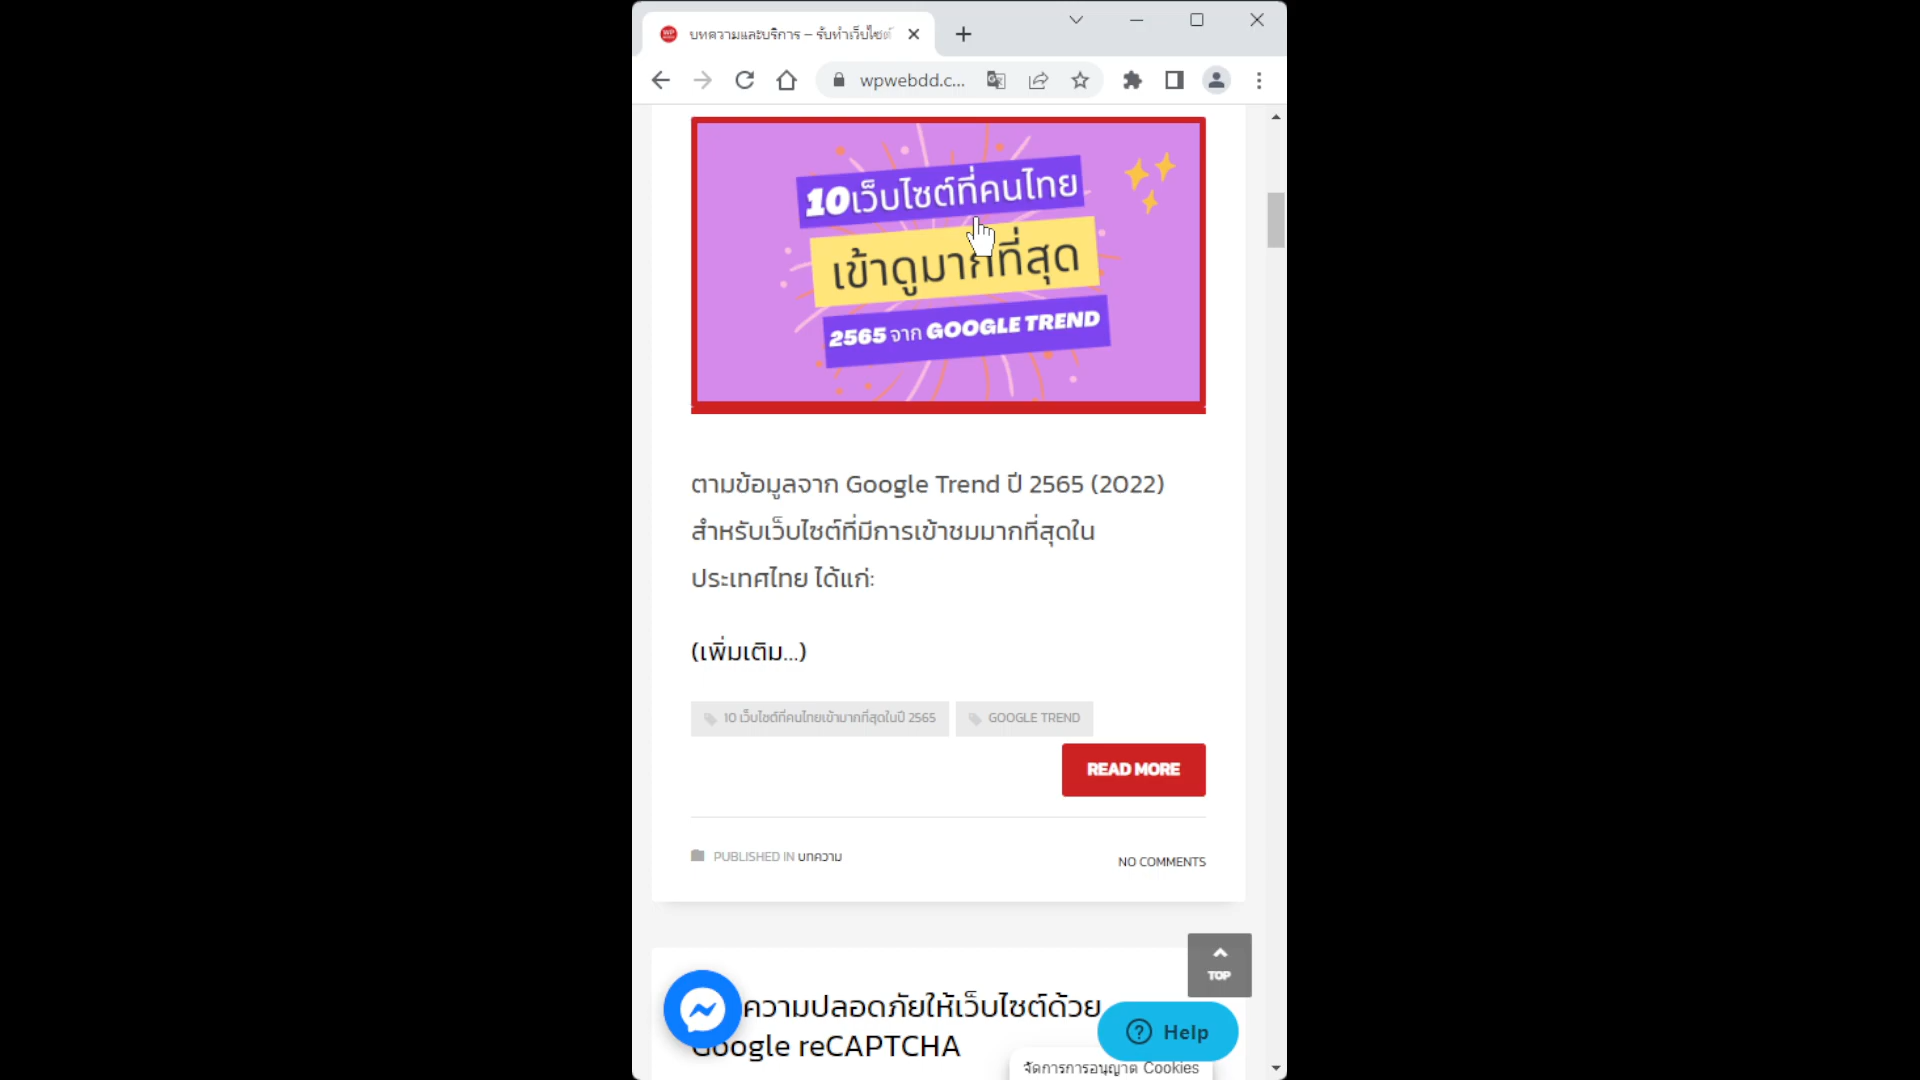 บทความและบริการ – รับทำเว็บไซต์
wpwebdd.c...
10เว็บไซต์ที่คนไทย
เข้าดูมากที่สุด
2565 จาก GOOGLE TREND
ตามข้อมูลจาก Google Trend ปี 2565 (2022)
สำหรับเว็บไซต์ที่มีการเข้าชมมากที่สุดใน
ประเทศไทย ได้แก่:
(เพิ่มเติม...)
10 เว็บไซต์ที่คนไทยเข้ามากที่สุดในปี 2565
GOOGLE TREND
READ MORE
PUBLISHED IN บทความ
NO COMMENTS
TOP
ความปลอดภัยให้เว็บไซต์ด้วย
Google reCAPTCHA
Help
จัดการการอนุญาต Cookies